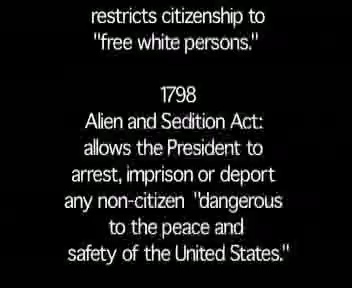 restricts citizenship to
"free white persons."
1798
Alien and Sedition Act:
allows the President to
arrest, imprison or deport
any non-citizen "dangerous
to the peace and
safety of the United States."